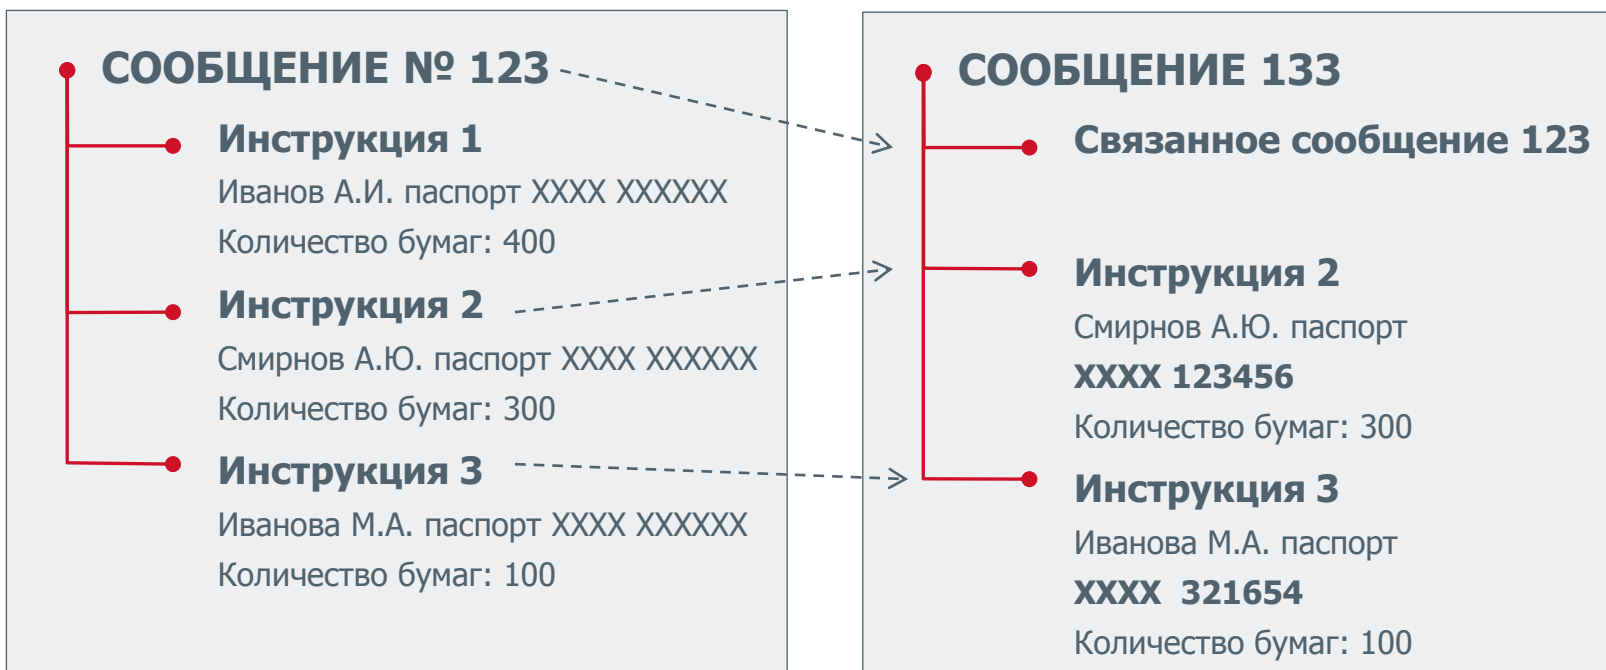 СООБЩЕНИЕ № 123
Инструкция 1
Иванов А.И. паспорт XXXX XXXXXX
Количество бумаг: 400
Инструкция 2
Смирнов А.Ю. паспорт XXXX XXXXXX
Количество бумаг: 300
Инструкция 3
Иванова М.А. паспорт XXXX XXXXXX
Количество бумаг: 100
СООБЩЕНИЕ 133
Связанное сообщение 123
Инструкция 2
Смирнов А.Ю. паспорт
XXXX 123456
Количество бумаг: 300
Инструкция 3
Иванова М.А. паспорт
XXXX 321654
Количество бумаг: 100